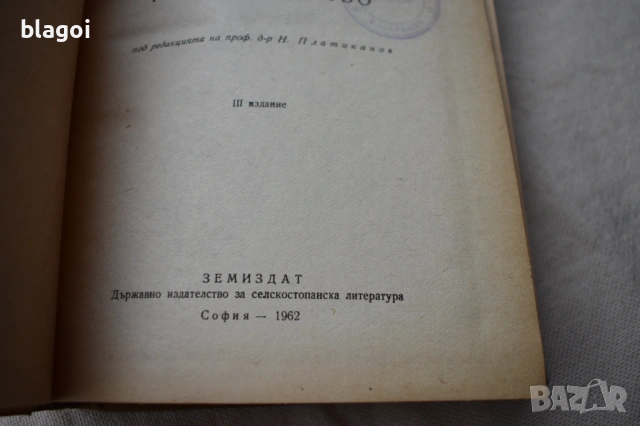 blagoi
под редакцията на проф. д-р Н. Платиканов
III издание
ЗЕМИЗДАТ
Държавно издателство за селскостопанска литература
София — 1962
BAZAR